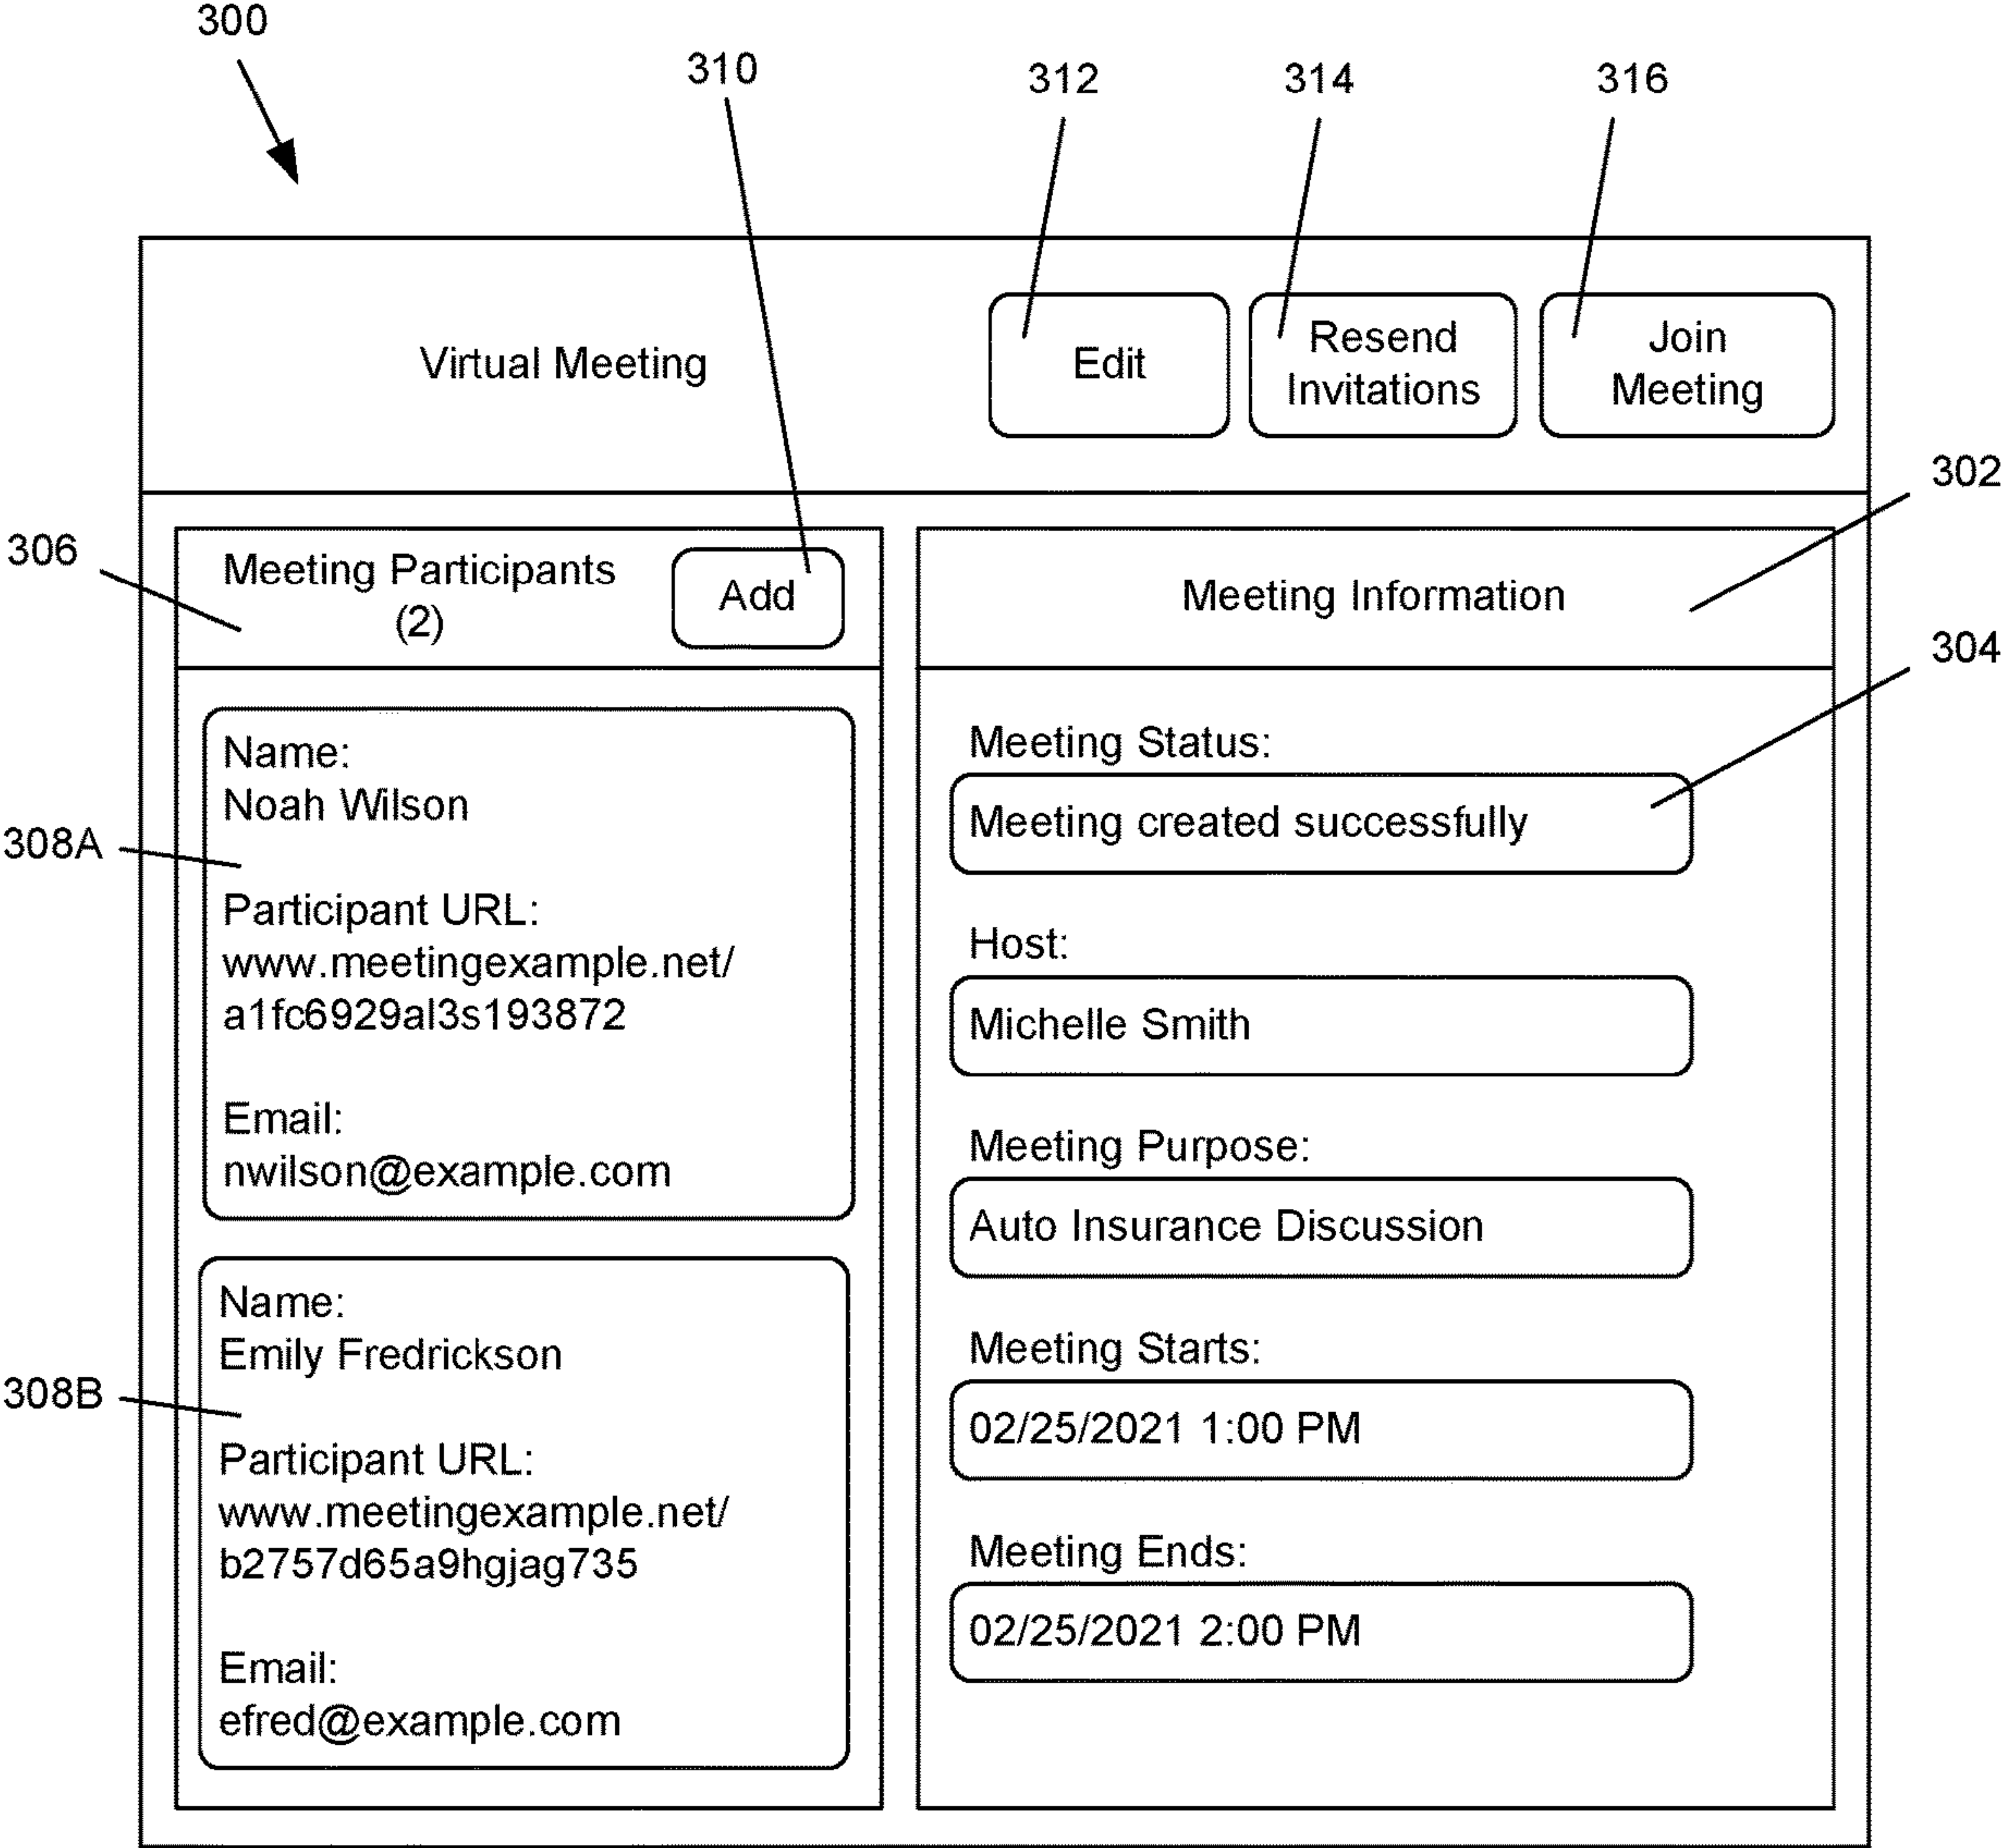 300
310
312
314
316
Virtual Meeting
Edit
Resend
Invitations
Join
Meeting
302
306
Meeting Participants
(2)
Add
Meeting Information
304
308A
Name:
Noah Wilson
Participant URL:
www.meetingexample.net/
a1fc6929al3s193872
Email:
nwilson@example.com
308B
Name:
Emily Fredrickson
Participant URL:
www.meetingexample.net/
b2757d65a9hgjag735
Email:
efred@example.com
Meeting Status:
Meeting created successfully
Host:
Michelle Smith
Meeting Purpose:
Auto Insurance Discussion
Meeting Starts:
02/25/2021 1:00 PM
Meeting Ends:
02/25/2021 2:00 PM